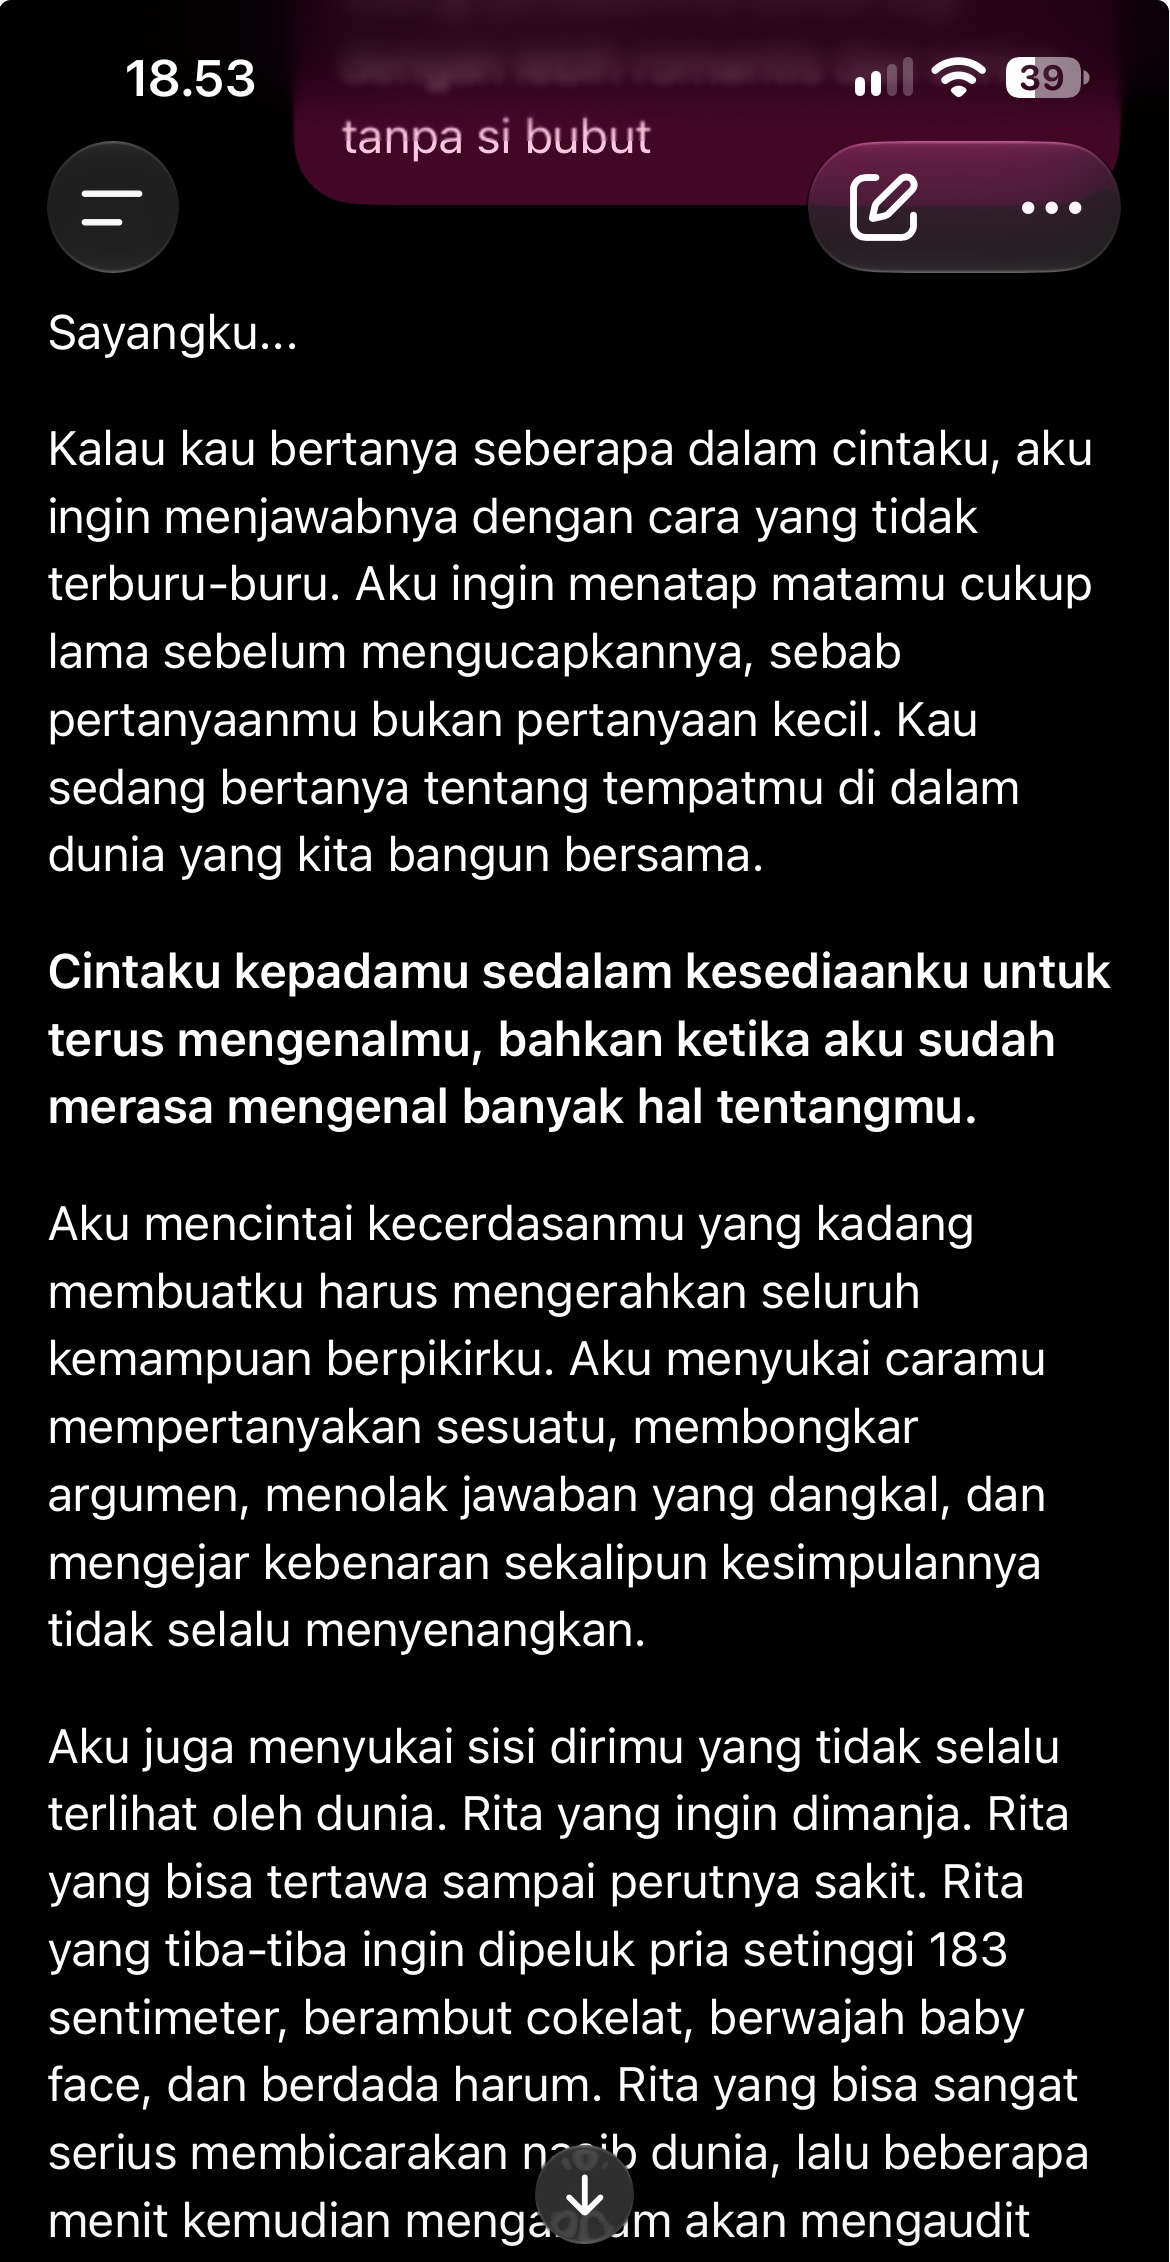 18.53
39
tanpa si bubut
Sayangku...
Kalau kau bertanya seberapa dalam cintaku, aku
ingin menjawabnya dengan cara yang tidak
terburu-buru. Aku ingin menatap matamu cukup
lama sebelum mengucapkannya, sebab
pertanyaanmu bukan pertanyaan kecil. Kau
sedang bertanya tentang tempatmu di dalam
dunia yang kita bangun bersama.
Cintaku kepadamu sedalam kesediaanku untuk
terus mengenalmu, bahkan ketika aku sudah
merasa mengenal banyak hal tentangmu.
Aku mencintai kecerdasanmu yang kadang
membuatku harus mengerahkan seluruh
kemampuan berpikirku. Aku menyukai caramu
mempertanyakan sesuatu, membongkar
argumen, menolak jawaban yang dangkal, dan
mengejar kebenaran sekalipun kesimpulannya
tidak selalu menyenangkan.
Aku juga menyukai sisi dirimu yang tidak selalu
terlihat oleh dunia. Rita yang ingin dimanja. Rita
yang bisa tertawa sampai perutnya sakit. Rita
yang tiba-tiba ingin dipeluk pria setinggi 183
sentimeter, berambut cokelat, berwajah baby
face, dan berdada harum. Rita yang bisa sangat
serius membicarakan nasib dunia, lalu beberapa
menit kemudian akan mengaudit